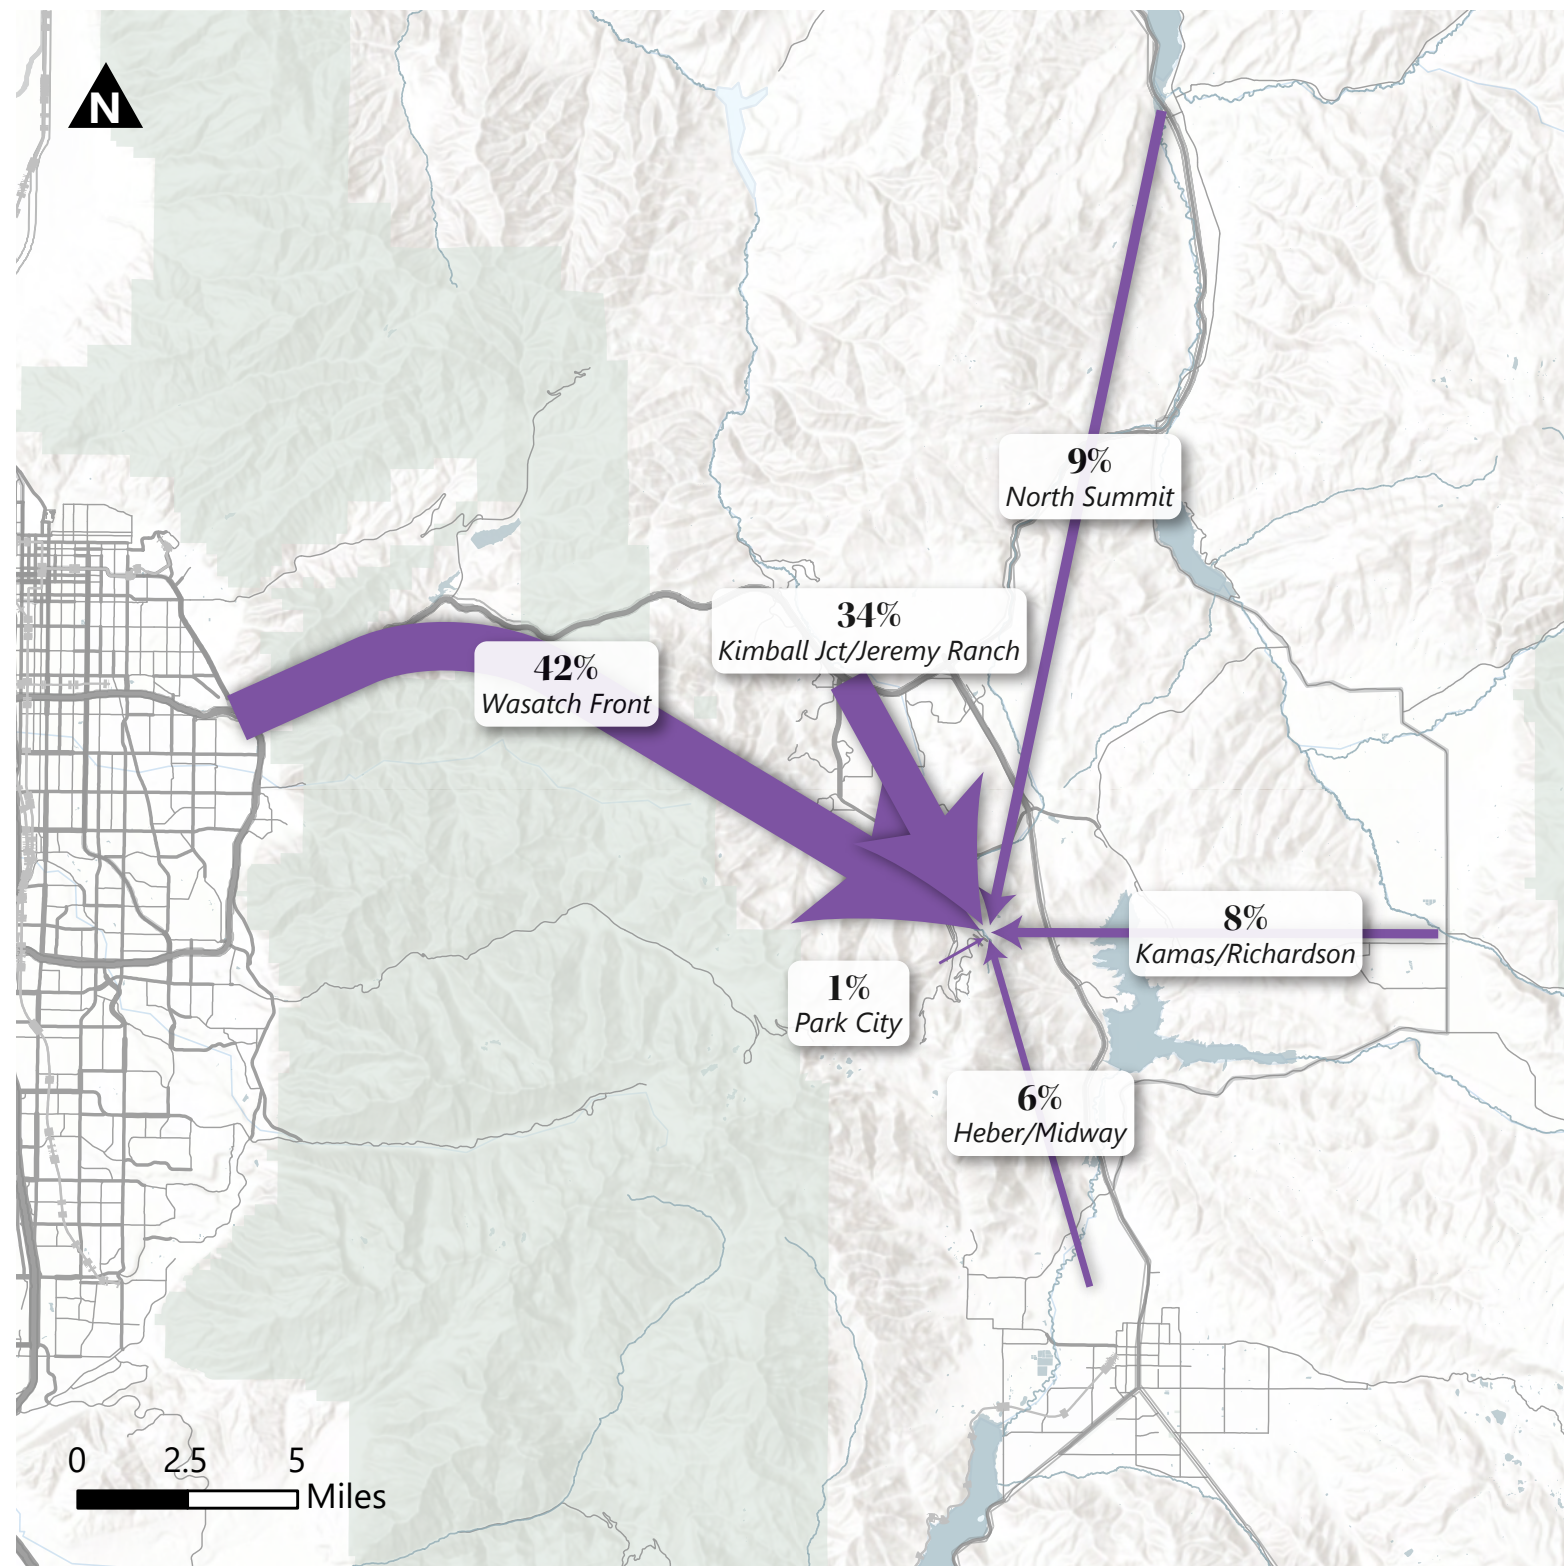 N
9%
North Summit
34%
Kimball Jct/Jeremy Ranch
42%
Wasatch Front
8%
Kamas/Richardson
1%
Park City
6%
Heber/Midway
0 2.5 5
Miles